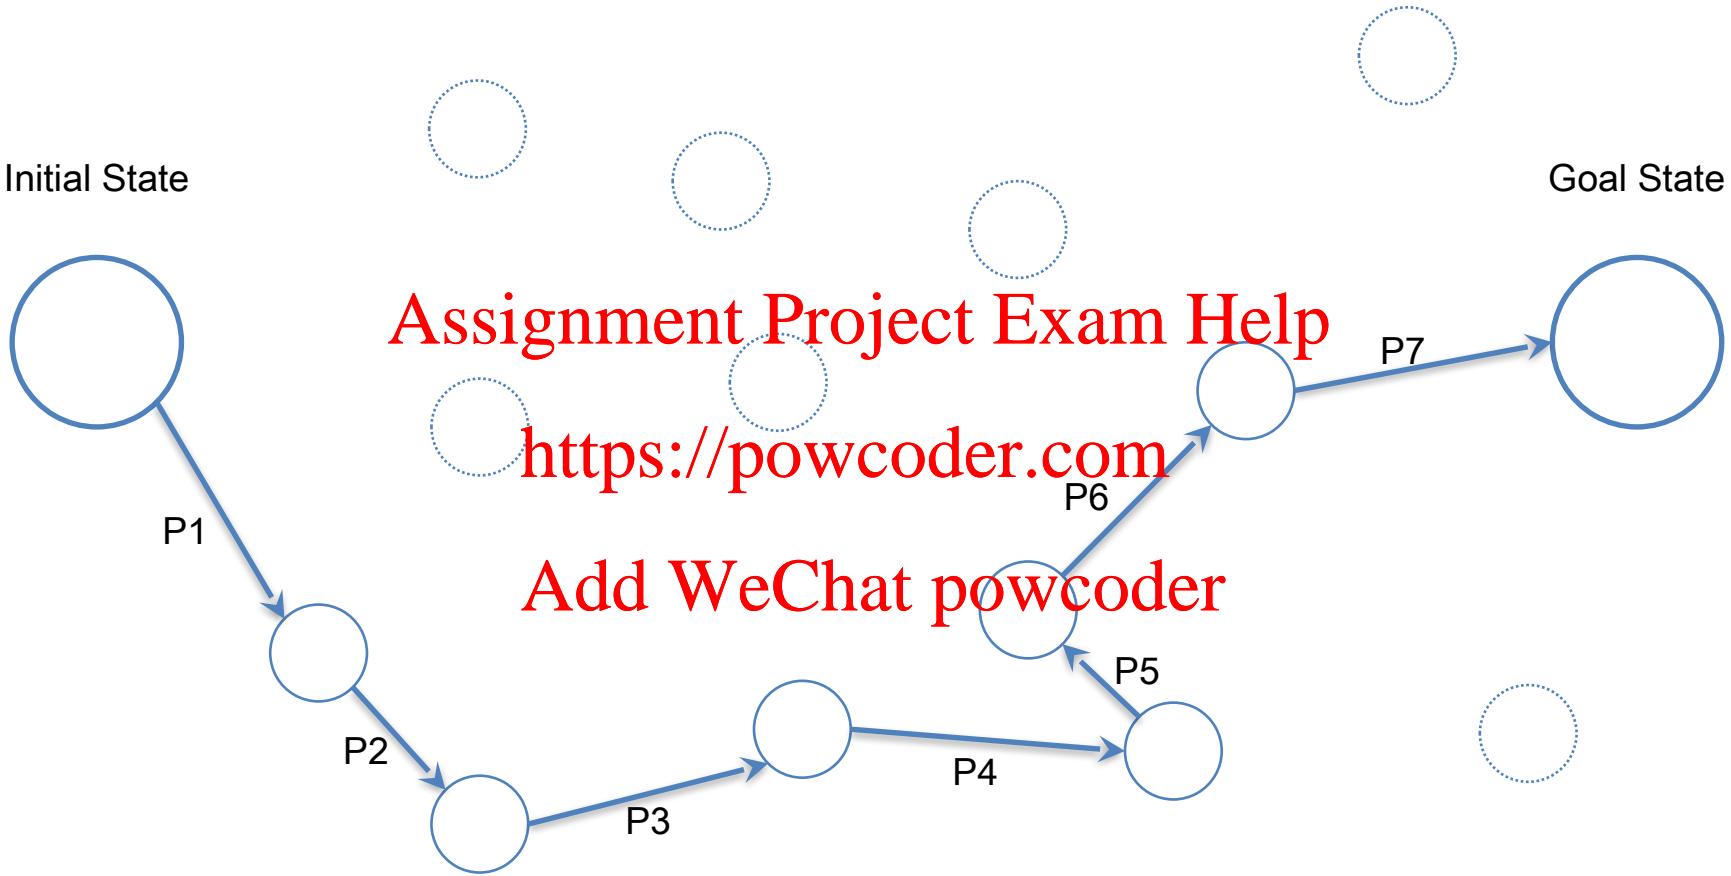 Initial State
Goal State
Assignment Project Exam Help
P7
https://powcoder.com
P6
P1
Add WeChat powcoder
P5
P2
P4
P3